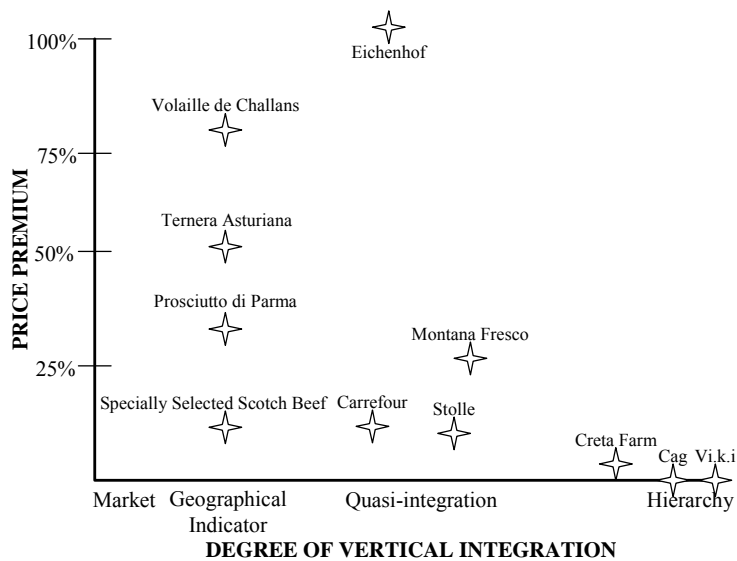 100%
Eichenhof
Volaille de Challans
75%
Ternera Asturiana
50%
Prosciutto di Parma
Montana Fresco
25%
Specially Selected Scotch Beef Carrefour Stolle
Creta Farm
Cag Vi.k.i
PRICE PREMIUM
Market Geographical Indicator Quasi-integration Hierarchy
DEGREE OF VERTICAL INTEGRATION